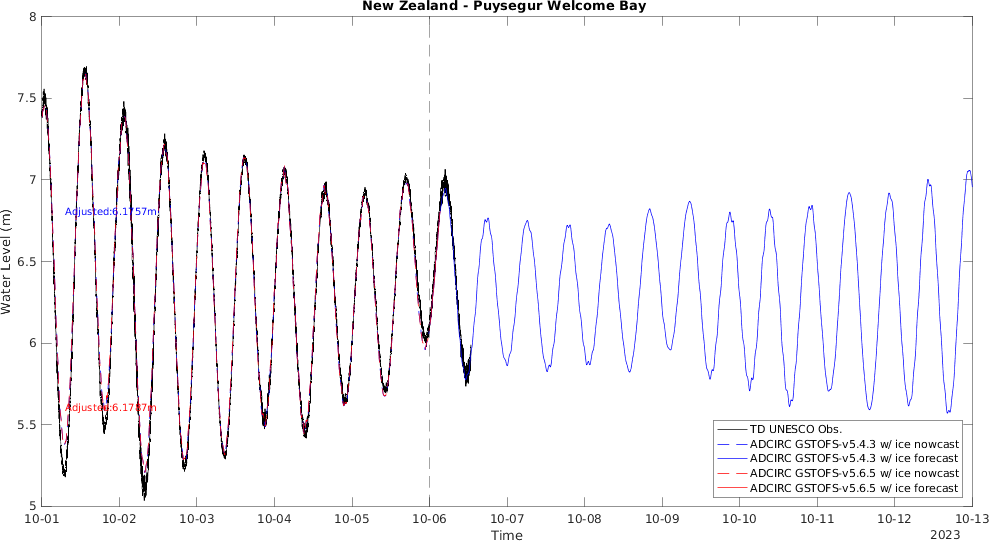 New Zealand - Puysegur Welcome Bay
8
7.5
7
6.5
6
5.5
5
Water Level (m)
Adjusted:6.1757m
Adjusted:6.1787m
TD UNESCO Obs.
ADCIRC GSTOFS-v5.4.3 w/ ice nowcast
ADCIRC GSTOFS-v5.4.3 w/ ice forecast
ADCIRC GSTOFS-v5.6.5 w/ ice nowcast
ADCIRC GSTOFS-v5.6.5 w/ ice forecast
10-01 10-02 10-03 10-04 10-05 10-06 10-07 10-08 10-09 10-10 10-11 10-12 10-13
Time
2023